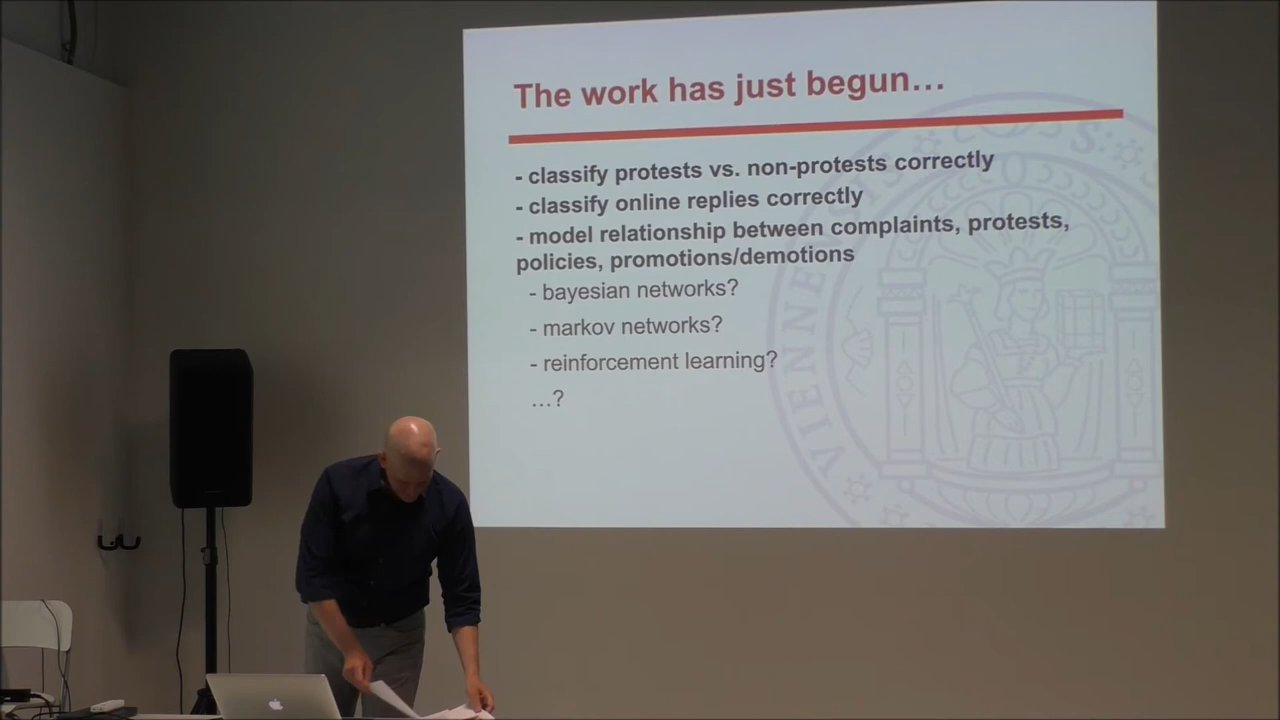 The work has just begun…
- classify protests vs. non-protests correctly
- classify online replies correctly
- model relationship between complaints, protests,
policies, promotions/demotions
- bayesian networks?
- markov networks?
- reinforcement learning?
…?